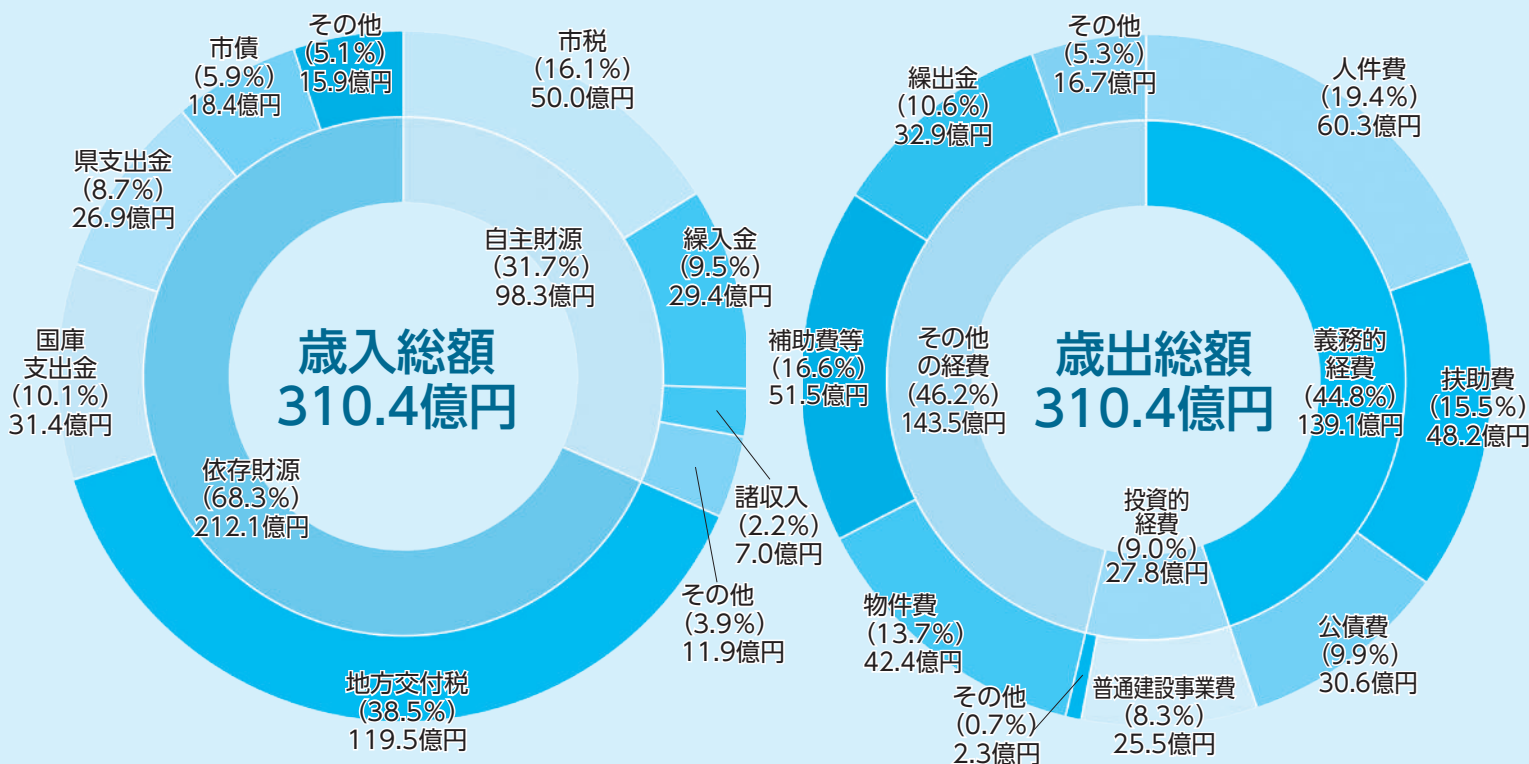 歳入総額
310.4億円
自主財源
(31.7%)
98.3億円
市税
(16.1%)
50.0億円
繰入金
(9.5%)
29.4億円
諸収入
(2.2%)
7.0億円
その他
(3.9%)
11.9億円
依存財源
(68.3%)
212.1億円
地方交付税
(38.5%)
119.5億円
国庫
支出金
(10.1%)
31.4億円
県支出金
(8.7%)
26.9億円
市債
(5.9%)
18.4億円
その他
(5.1%)
15.9億円
歳出総額
310.4億円
義務的
経費
(44.8%)
139.1億円
人件費
(19.4%)
60.3億円
扶助費
(15.5%)
48.2億円
公債費
(9.9%)
30.6億円
投資的
経費
(9.0%)
27.8億円
普通建設事業費
(8.3%)
25.5億円
その他
(0.7%)
2.3億円
その他
の経費
(46.2%)
143.5億円
物件費
(13.7%)
42.4億円
補助費等
(16.6%)
51.5億円
繰出金
(10.6%)
32.9億円
その他
(5.3%)
16.7億円